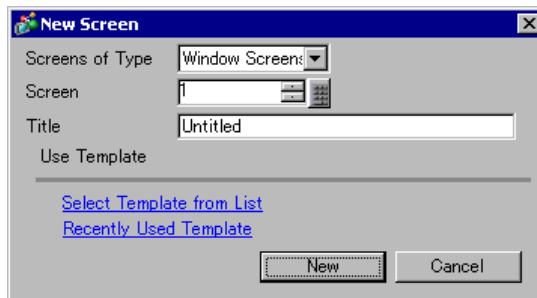 New Screen
Screens of Type Window Screens
Screen 1
Title Untitled
Use Template
Select Template from List
Recently Used Template
New Cancel